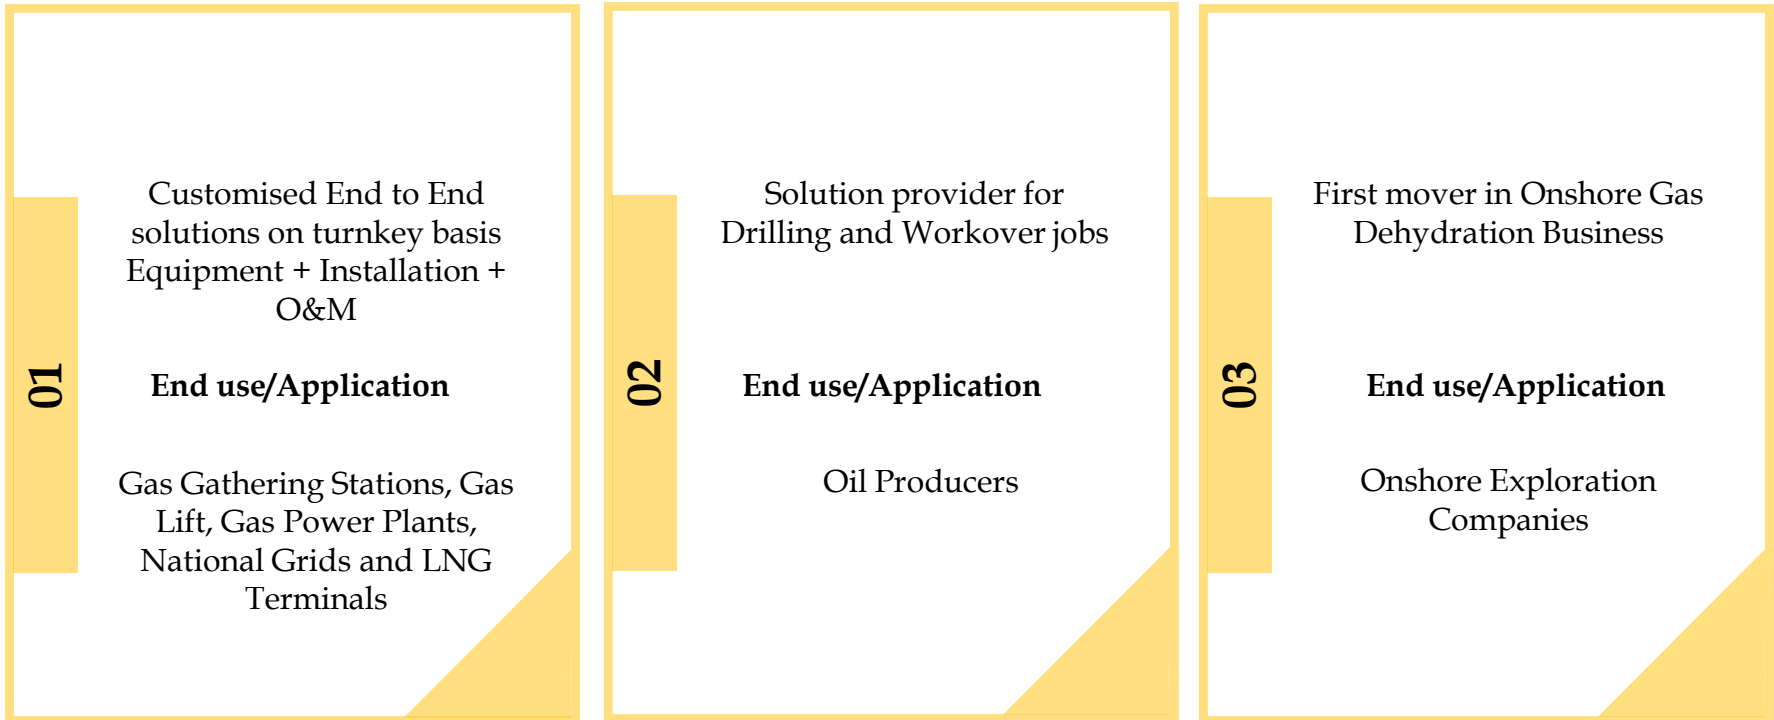 01
Customised End to End
solutions on turnkey basis
Equipment + Installation +
O&M
End use/Application
Gas Gathering Stations, Gas
Lift, Gas Power Plants,
National Grids and LNG
Terminals
02
Solution provider for
Drilling and Workover jobs
End use/Application
Oil Producers
03
First mover in Onshore Gas
Dehydration Business
End use/Application
Onshore Exploration
Companies